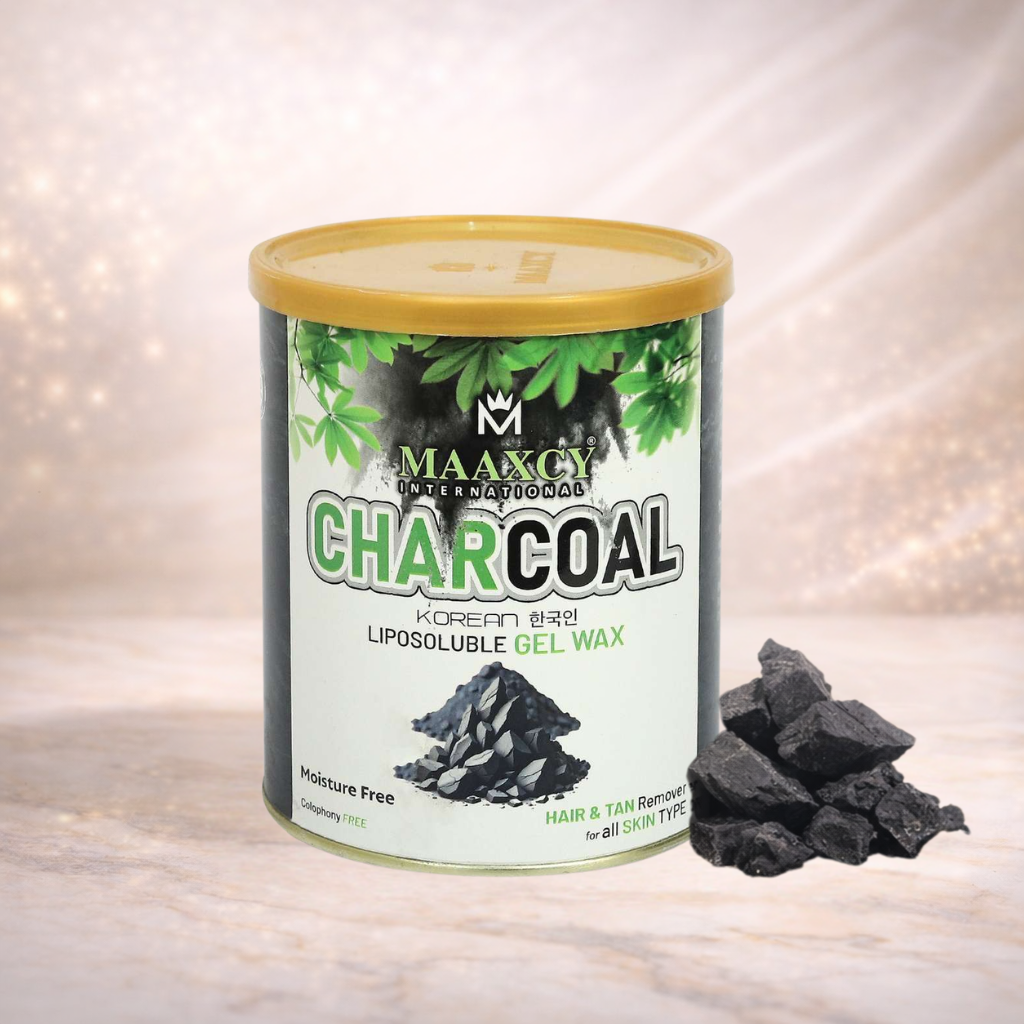 MAAXCY
MAAXCY®
INTERNATIONAL
CHARCOAL
KOREAN 한국인
LIPOSOLUBLE GEL WAX
Moisture Free
Colophony FREE
HAIR & TAN Remover
for all SKIN TYPE